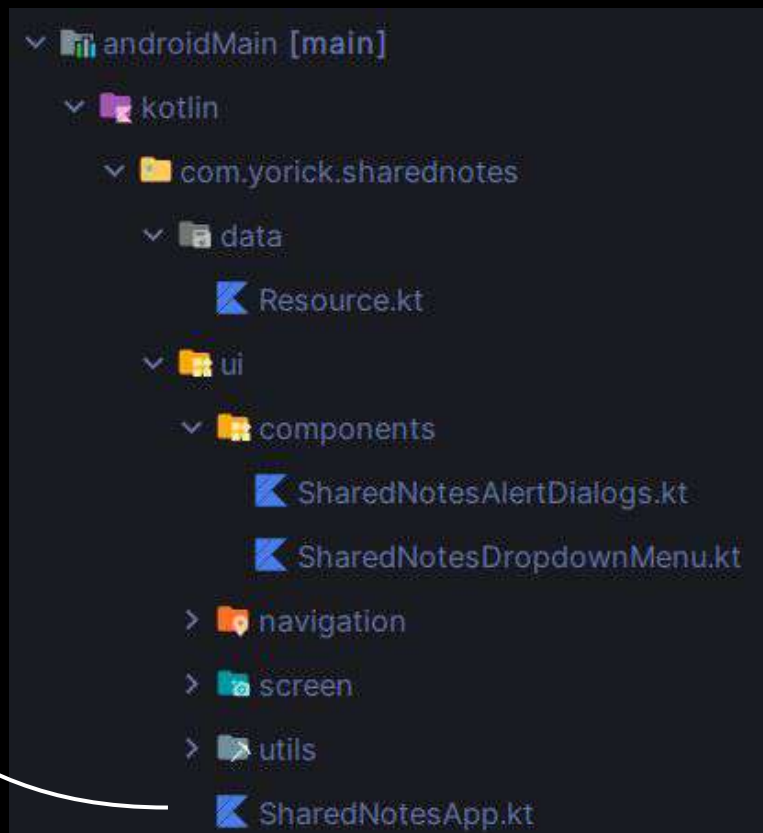 androidMain [main]
kotlin
com.yorick.sharednotes
data
Resource.kt
ui
components
SharedNotesAlertDialogs.kt
SharedNotesDropdownMenu.kt
navigation
screen
utils
SharedNotesApp.kt